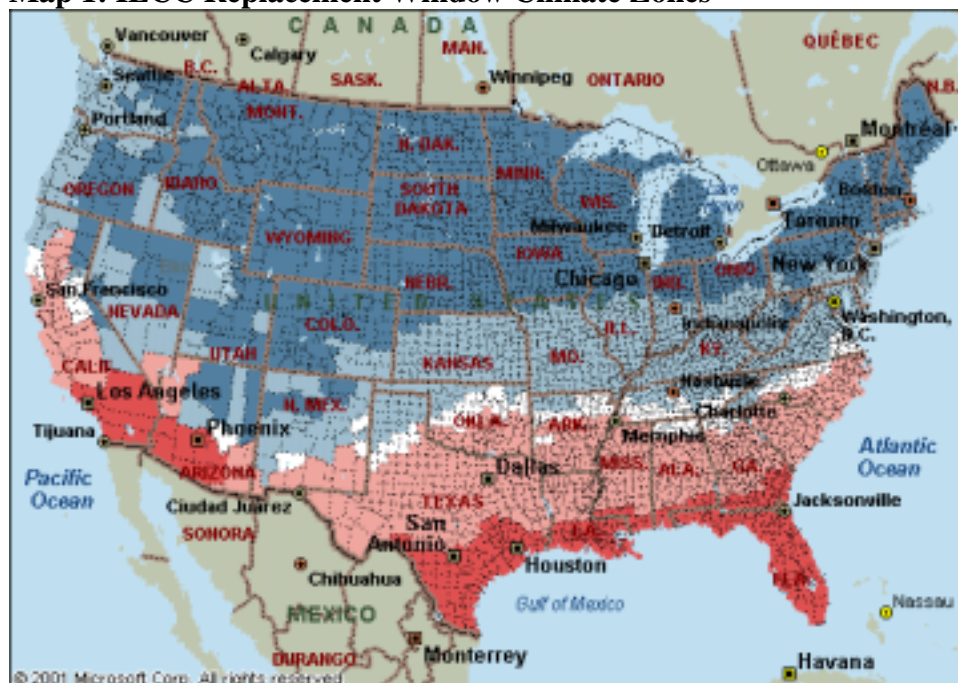 Map 1: IECC Replacement Window Climate Zones
CANADA
Vancouver
Calgary
MAN.
QUÉBEC
Seattle
B.C.
ALTA.
SASK.
Winnipeg
ONTARIO
N.B.
Portland
MONT.
N. DAK.
MINN.
Ottawa
Montréal
OREGON
IDAHO
SOUTH
DAKOTA
WIS.
Boston
WYOMING
Milwaukee
Detroit
Toronto
IOWA
Chicago
New York
San Francisco
NEBR.
IND.
OHIO
NEVADA
UNITED STATES
COLO.
ILL.
Indianapolis
Washington,
D.C.
UTAH
KANSAS
MO.
KY.
CALIF.
Los Angeles
N. MEX.
OKLA.
ARK.
Nashville
Charlotte
Tijuana
Phoenix
Memphis
Atlantic
Ocean
Pacific
Ocean
ARIZONA
Dallas
MISS.
ALA.
GA.
Ciudad Juárez
TEXAS
Jacksonville
SONORA
San
Antonio
LA.
Houston
FLA.
Chihuahua
Gulf of Mexico
Nassau
MEXICO
DURANGO
Monterrey
Havana
© 2001 Microsoft Corp. All rights reserved.